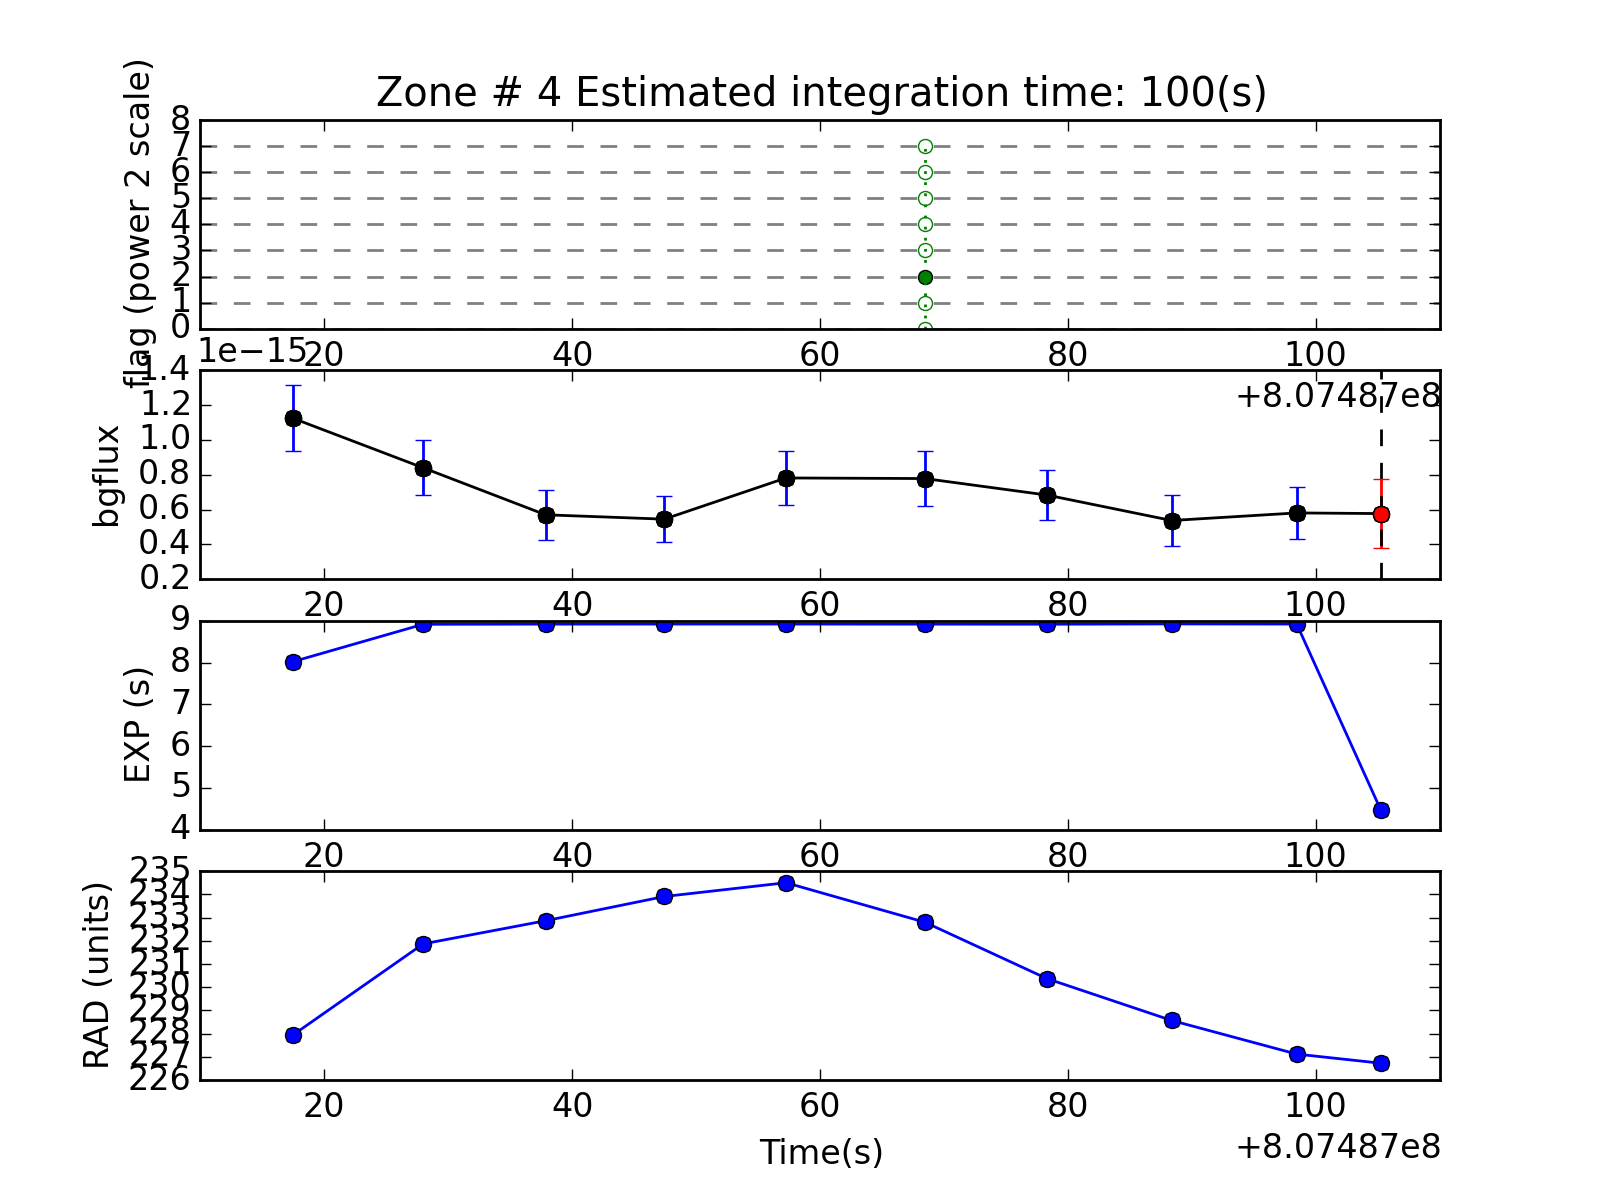 Zone # 4 Estimated integration time: 100(s)
flag (power 2 scale)
8
7
6
5
4
3
2
1
0
20 40 60 80 100
+8.07487e8
1e−15
bgflux
1.4
1.2
1.0
0.8
0.6
0.4
0.2
20 40 60 80 100
EXP (s)
9
8
7
6
5
4
20 40 60 80 100
RAD (units)
235
234
233
232
231
230
229
228
227
226
20 40 60 80 100
Time(s)
+8.07487e8